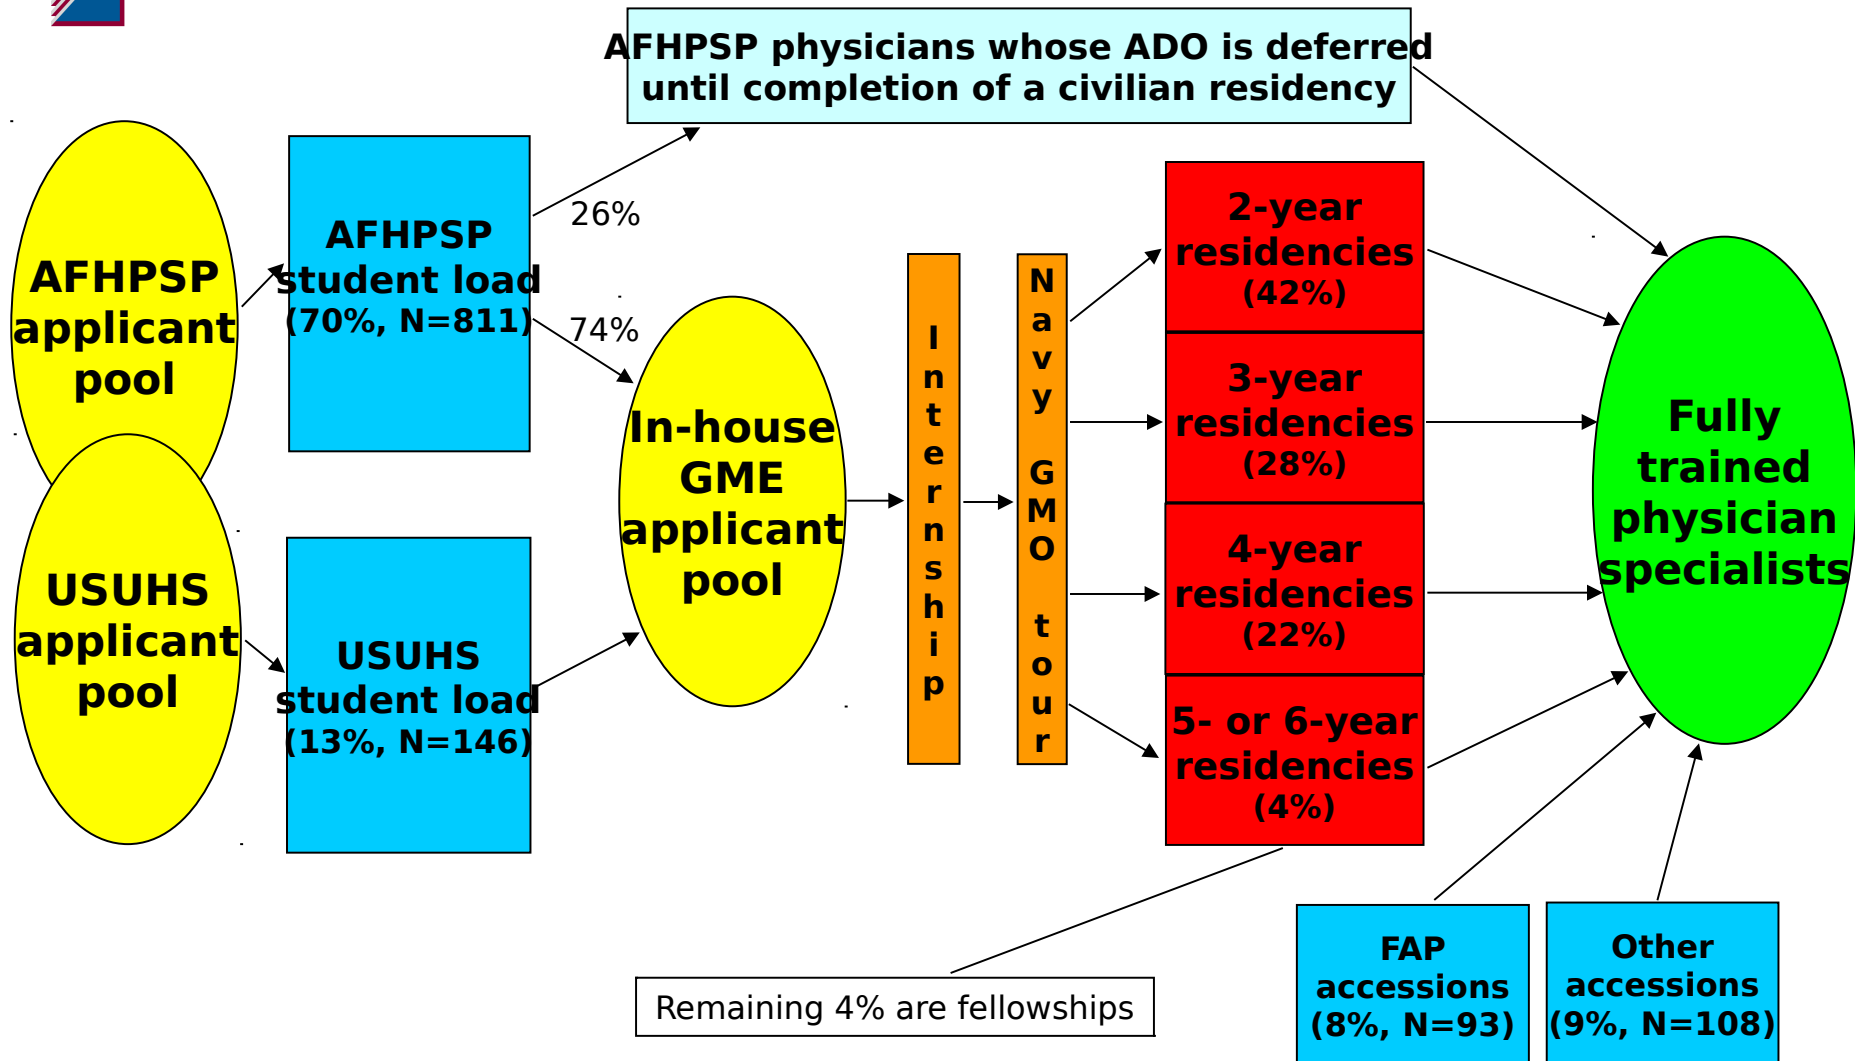 AFHPSP physicians whose ADO is deferred
until completion of a civilian residency
AFHPSP
applicant
pool
AFHPSP
student load
(70%, N=811)
26%
74%
USUHS
applicant
pool
USUHS
student load
(13%, N=146)
In-house
GME
applicant
pool
Internship
Navy GMO tour
2-year
residencies
(42%)
3-year
residencies
(28%)
4-year
residencies
(22%)
5- or 6-year
residencies
(4%)
Fully
trained
physician
specialists
Remaining 4% are fellowships
FAP
accessions
(8%, N=93)
Other
accessions
(9%, N=108)